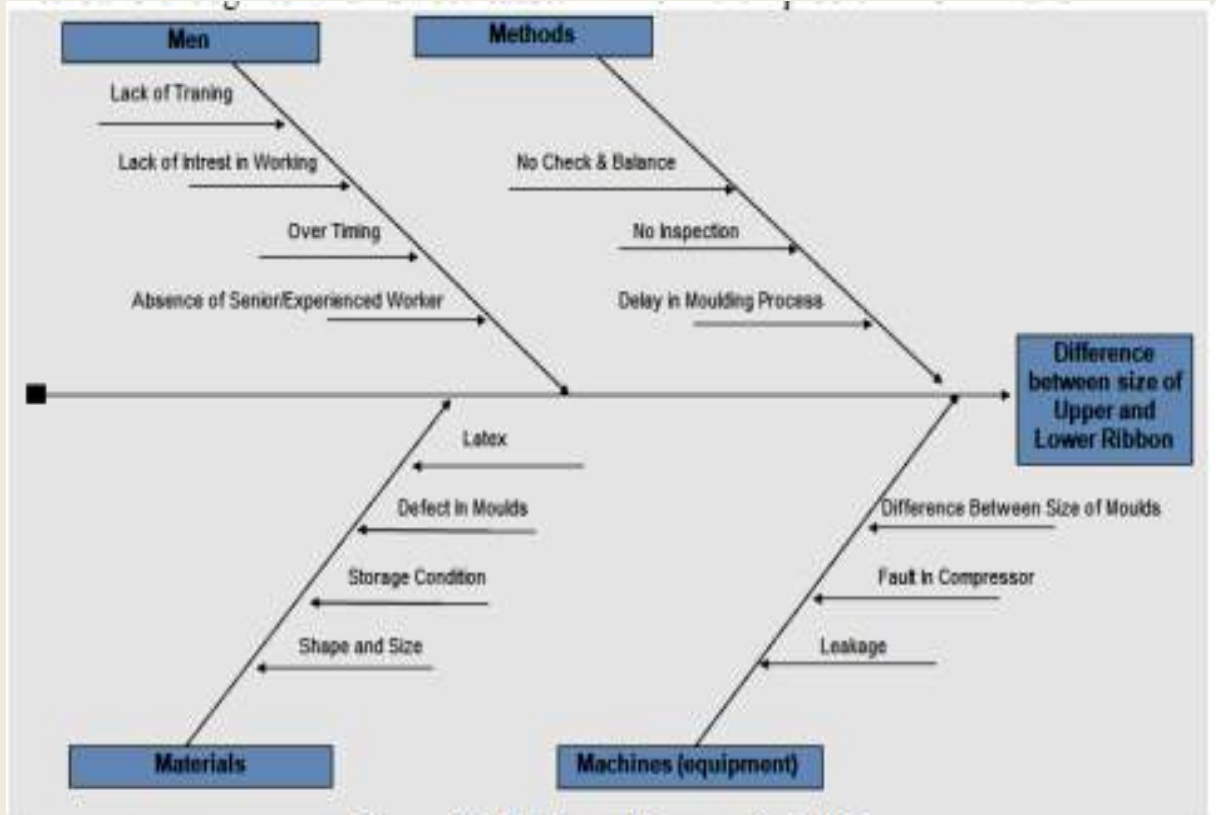 Men
Methods
Lack of Traning
Lack of Intrest in Working
Over Timing
Absence of Senior/Experienced Worker
No Check & Balance
No Inspection
Delay in Moulding Process
Difference
between size of
Upper and
Lower Ribbon
Latex
Defect In Moulds
Storage Condition
Shape and Size
Difference Between Size of Moulds
Fault In Compressor
Leakage
Materials
Machines (equipment)